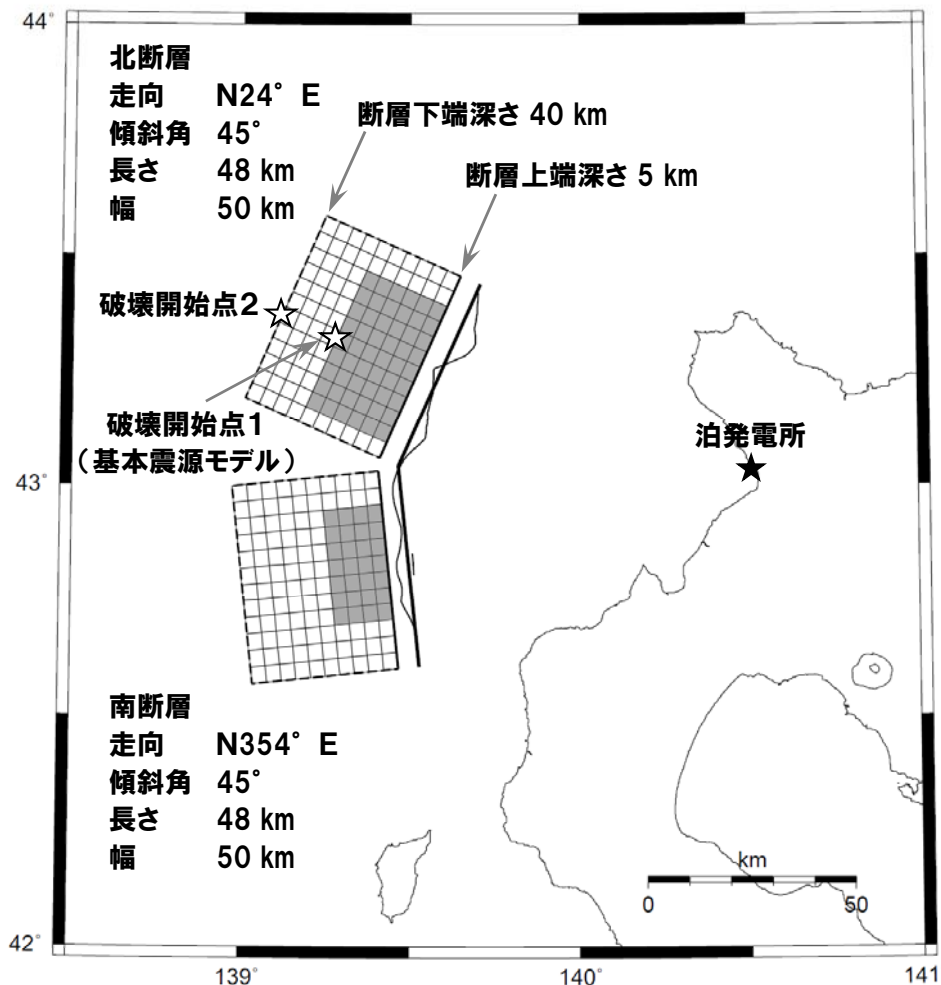 44°
北断層
走向 N24° E
傾斜角 45°
長さ 48 km
幅 50 km
断層下端深さ 40 km
断層上端深さ 5 km
破壊開始点2
破壊開始点1
(基本震源モデル)
泊発電所
43°
南断層
走向 N354° E
傾斜角 45°
長さ 48 km
幅 50 km
km
0 50
42°
139° 140° 141